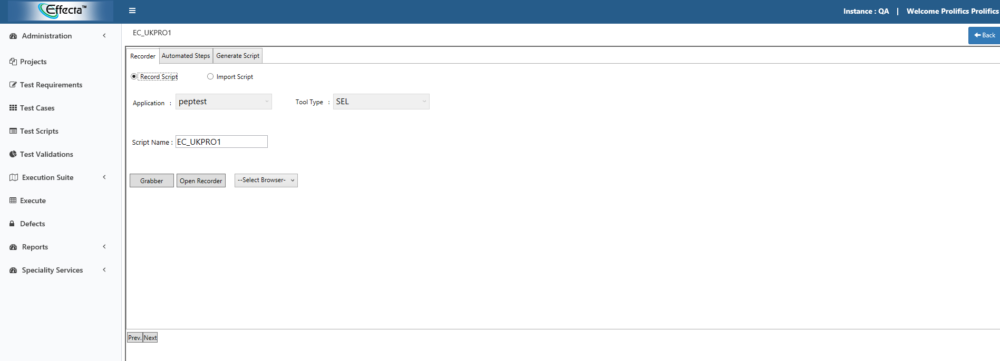 Effecta™
Instance : QA | Welcome Prolifics Prolifics
Administration
Projects
Test Requirements
Test Cases
Test Scripts
Test Validations
Execution Suite
Execute
Defects
Reports
Speciality Services
EC_UKPRO1
Back
Recorder Automated Steps Generate Script
Record Script Import Script
Application : peptest Tool Type : SEL
Script Name : EC_UKPRO1
Grabber Open Recorder --Select Browser-
Prev. Next